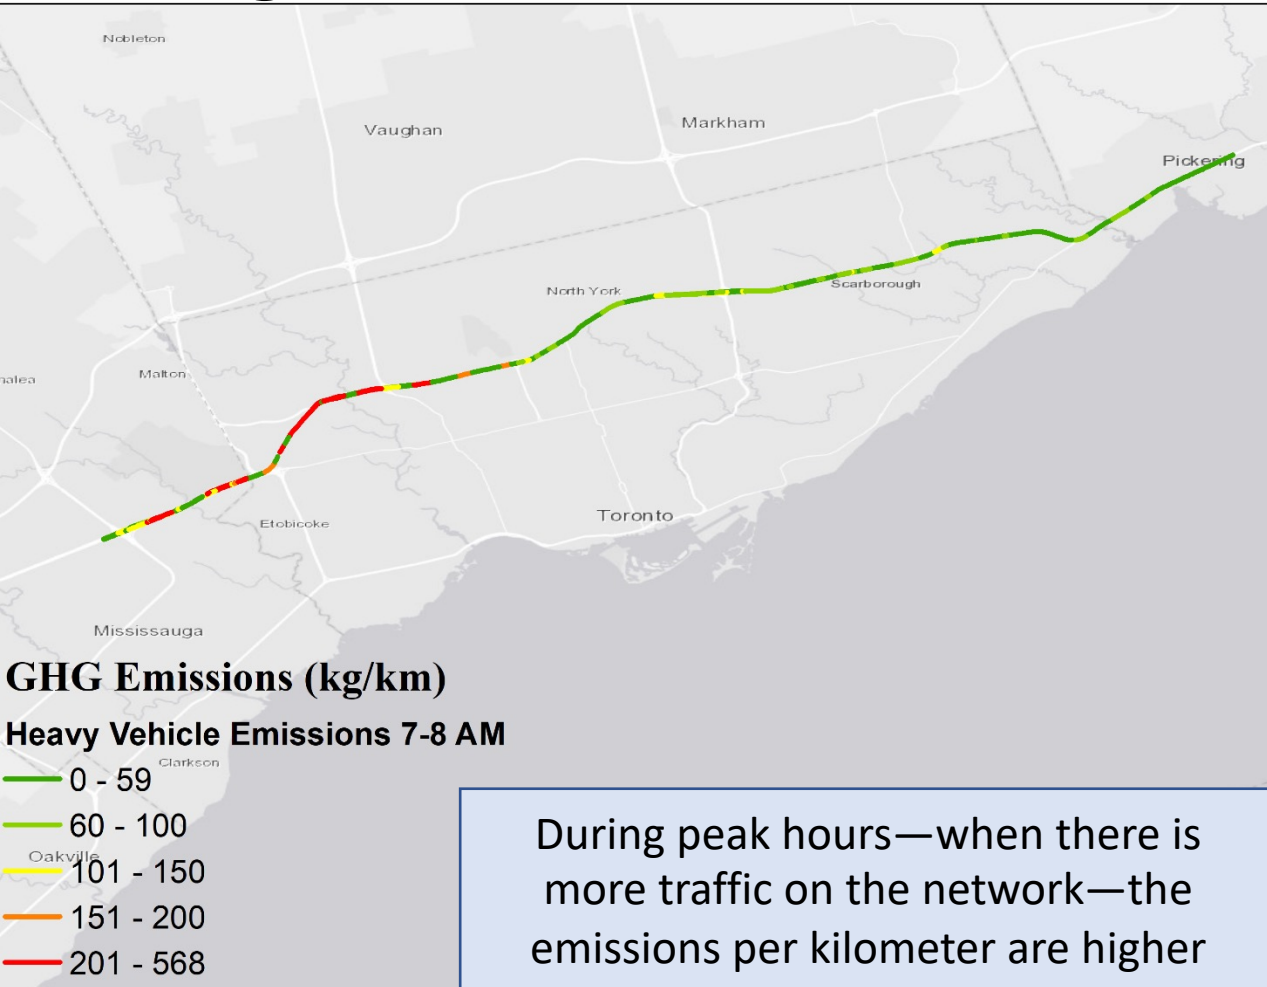 Nobleton
Vaughan
Markham
Pickering
North York
Scarborough
Malton
Etobicoke
Toronto
Mississauga
GHG Emissions (kg/km)
Heavy Vehicle Emissions 7-8 AM
Clarkson
0 - 59
60 - 100
Oakville
101 - 150
151 - 200
201 - 568
During peak hours—when there is
more traffic on the network—the
emissions per kilometer are higher